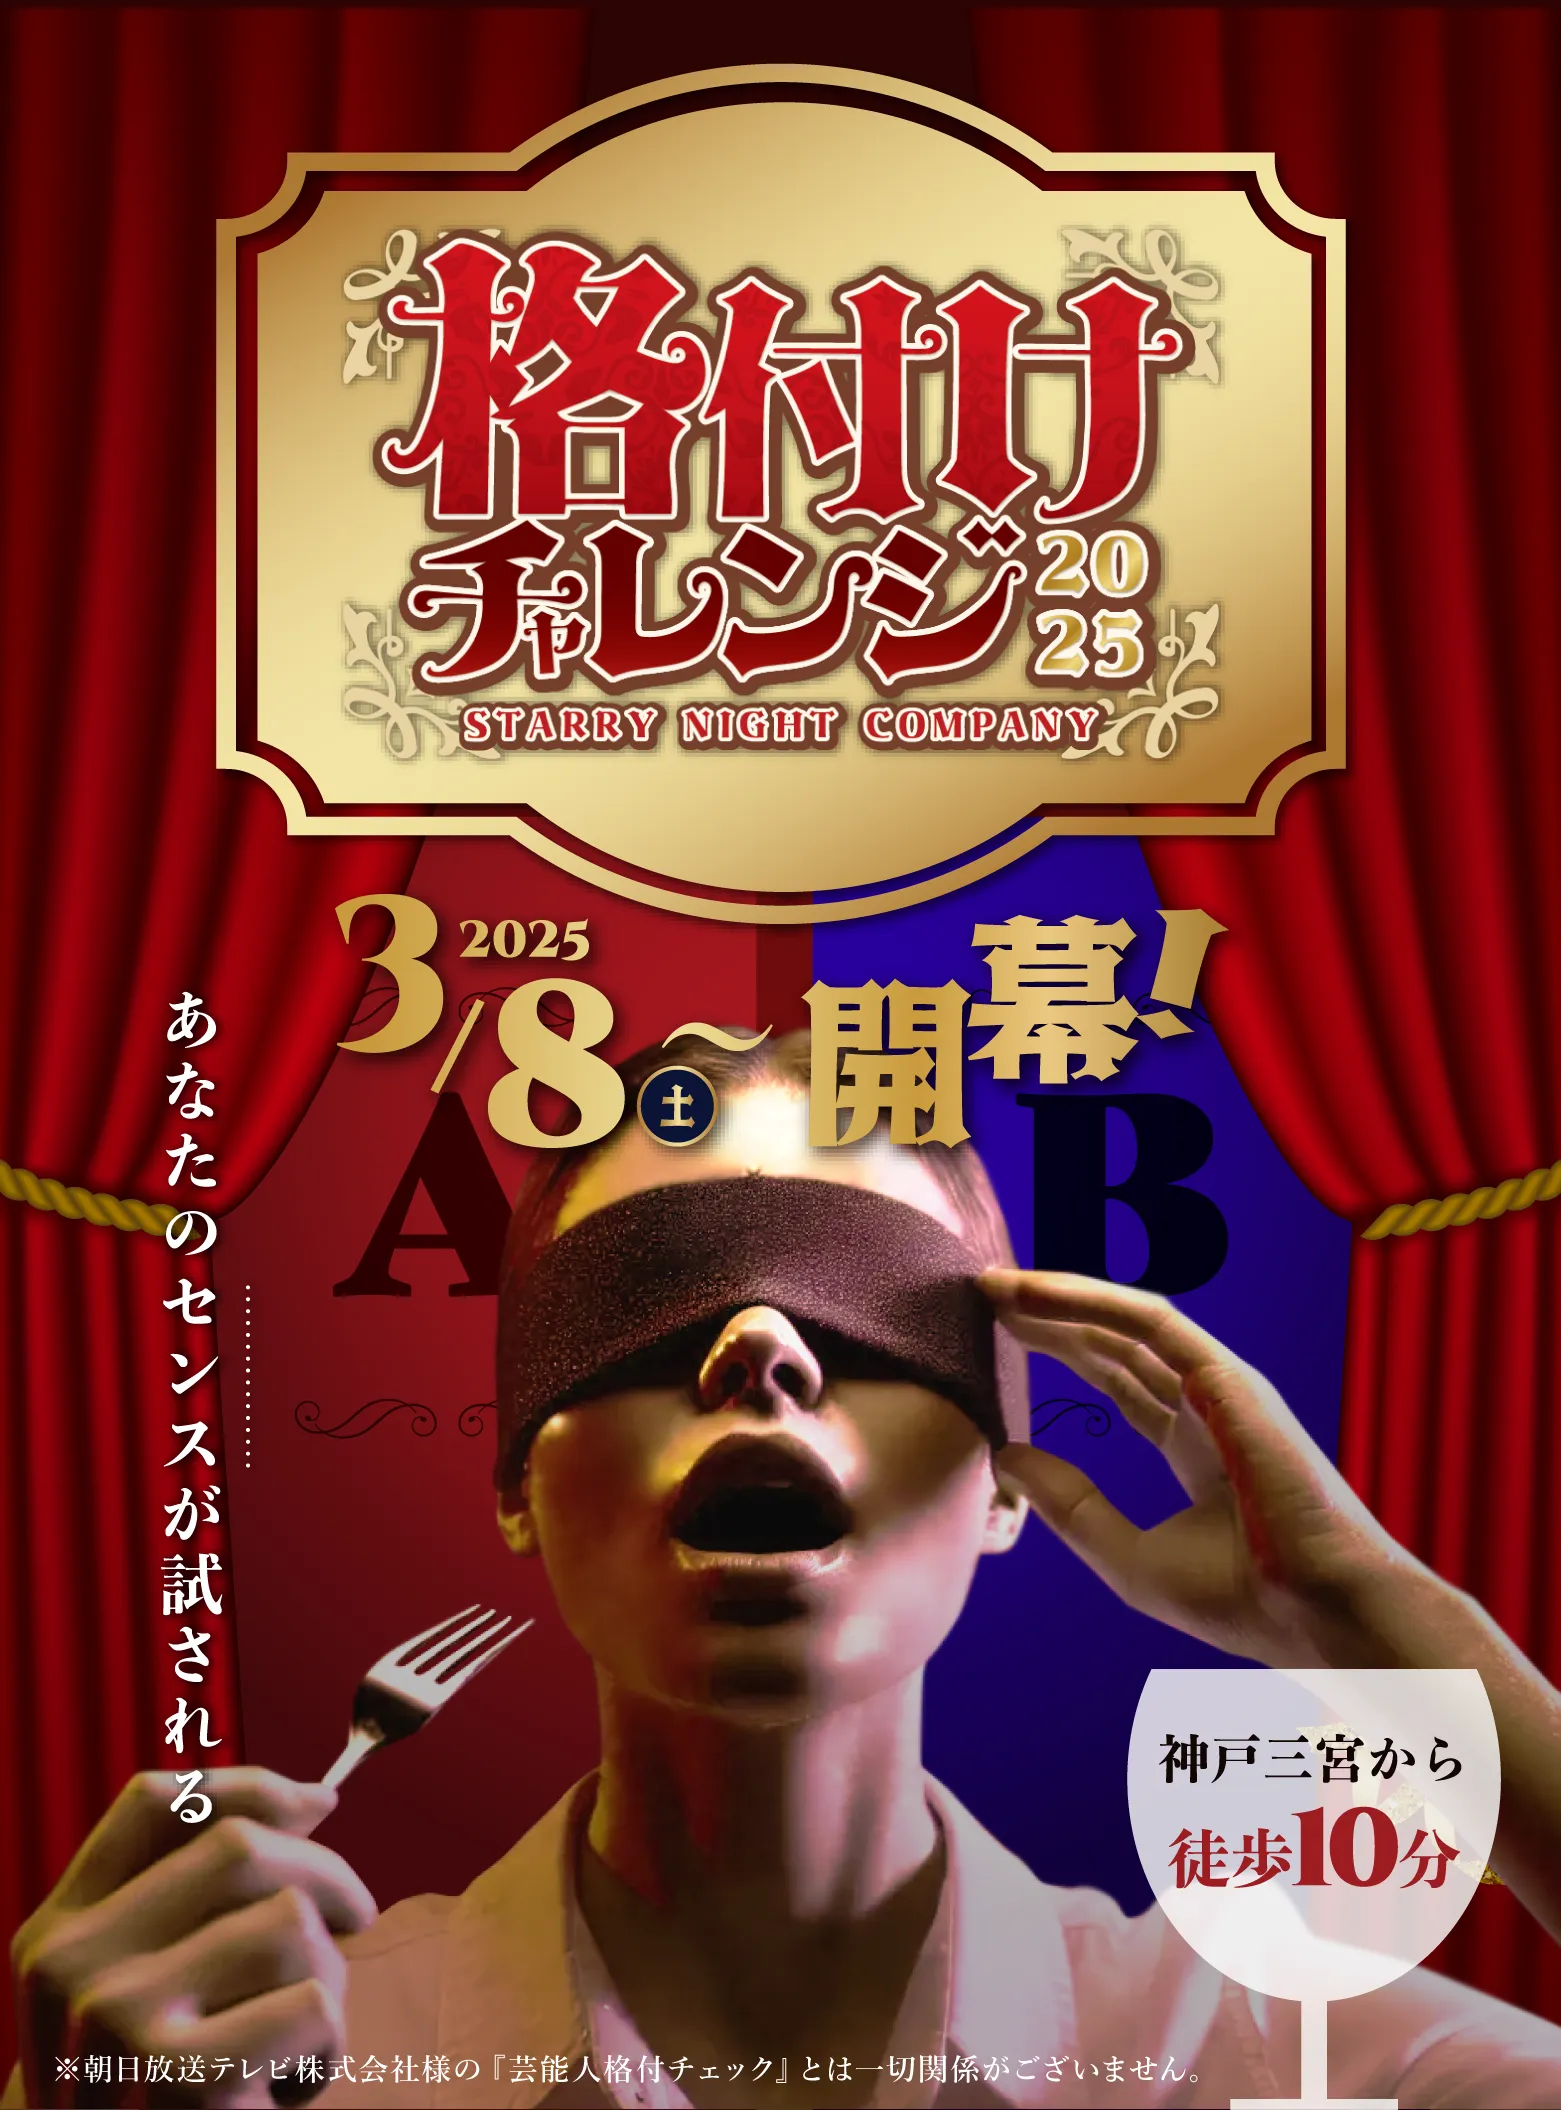 格付け
チャレンジ
20
25
STARRY NIGHT COMPANY
2025
3/8~
土
開幕!
A
B
あなたのセンスが試される
神戸三宮から
徒歩10分
※朝日放送テレビ株式会社様の『芸能人格付チェック』とは一切関係がございません。